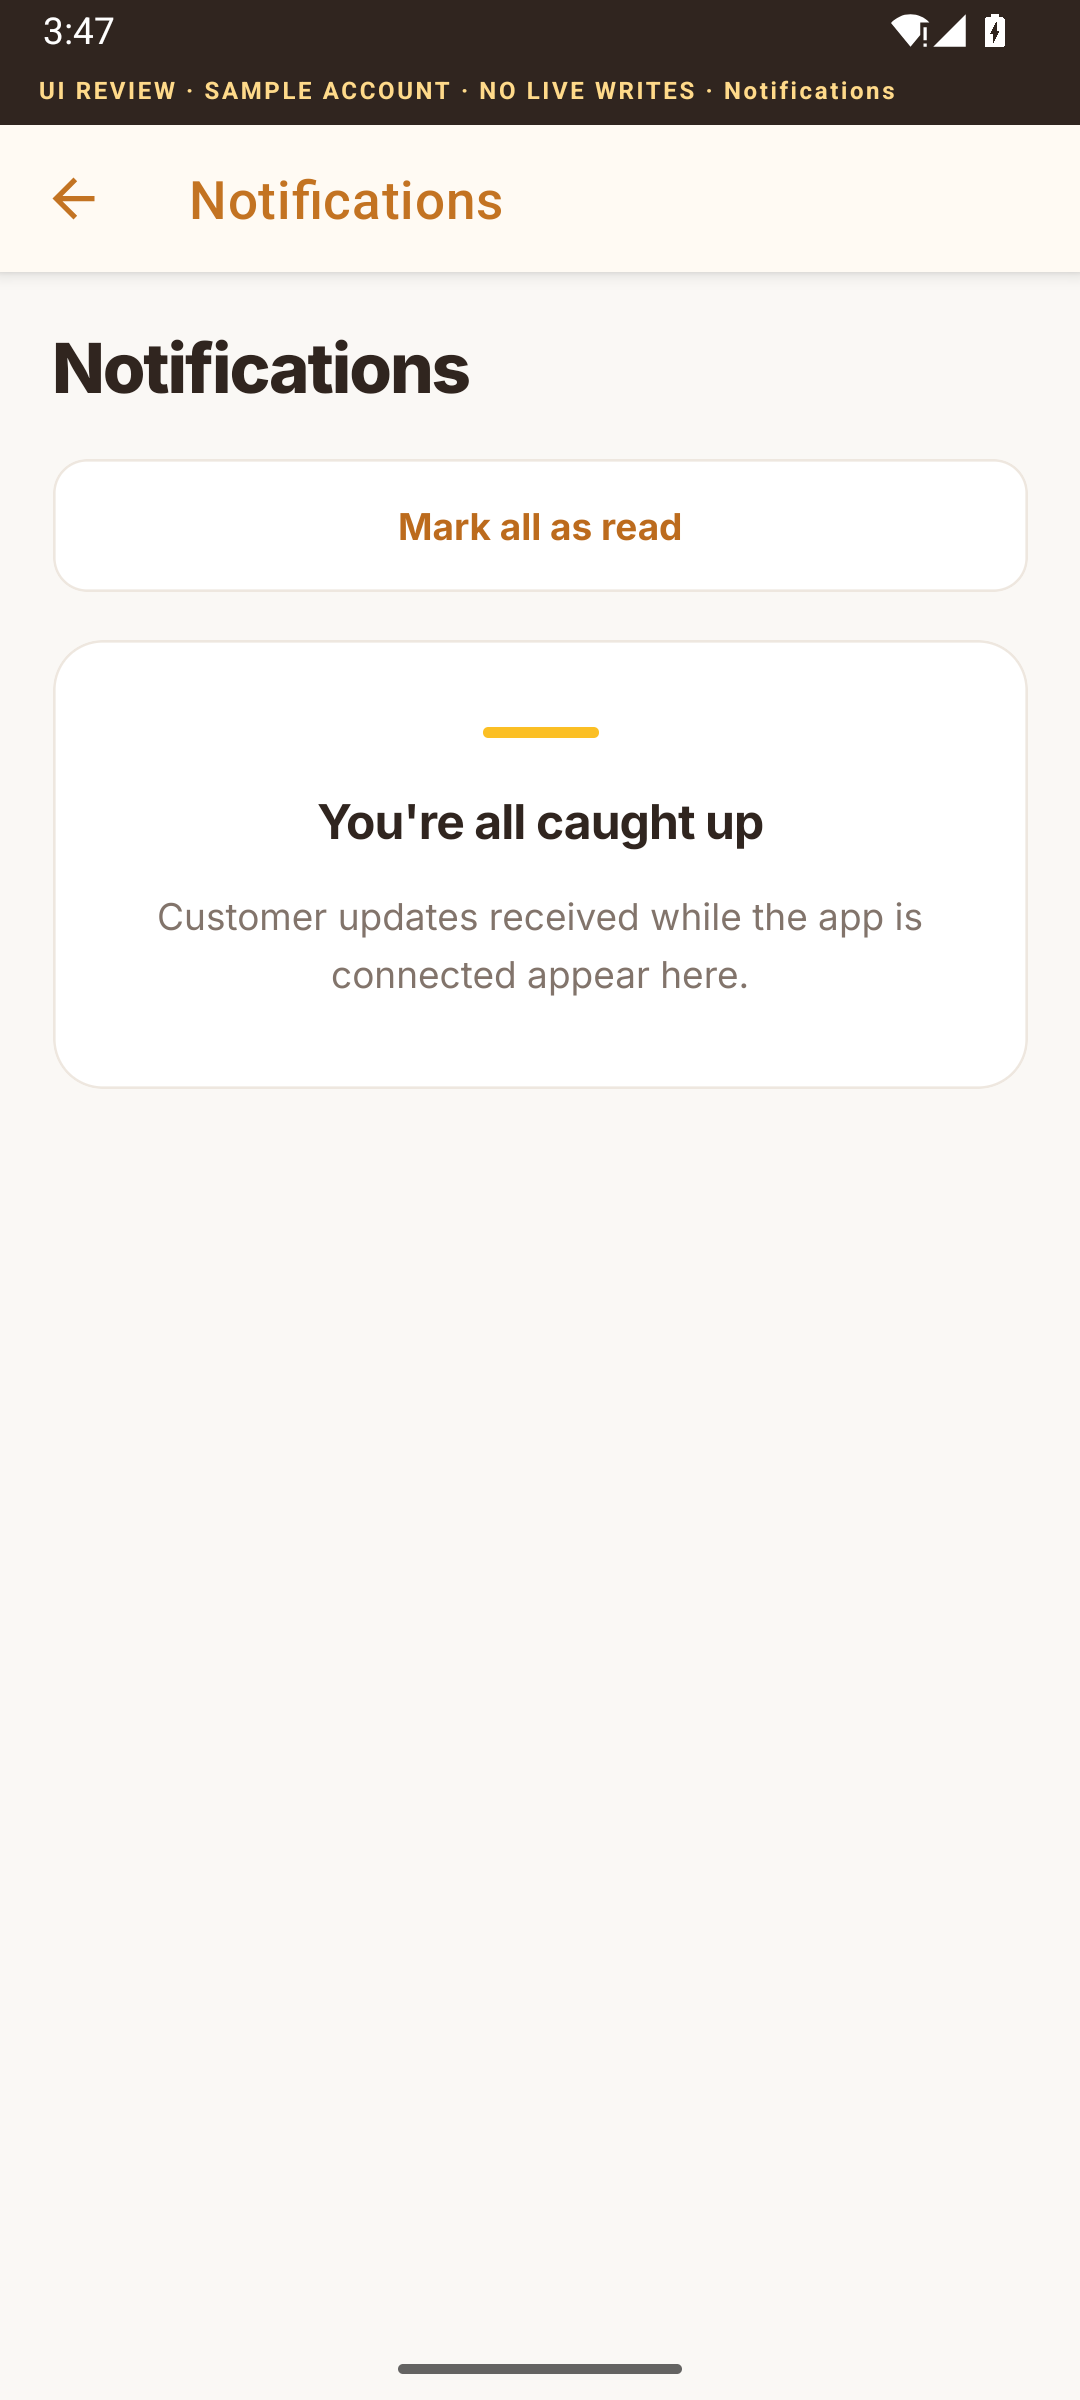 3:47
UI REVIEW · SAMPLE ACCOUNT · NO LIVE WRITES · Notifications
Notifications
Notifications
Mark all as read
You're all caught up
Customer updates received while the app is
connected appear here.